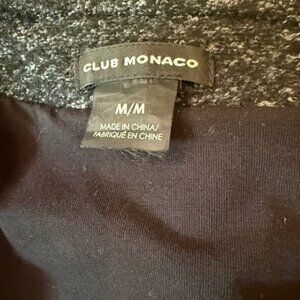 CLUB MONACO
M/M
MADE IN CHINA/
FABRIQUÉ EN CHINE